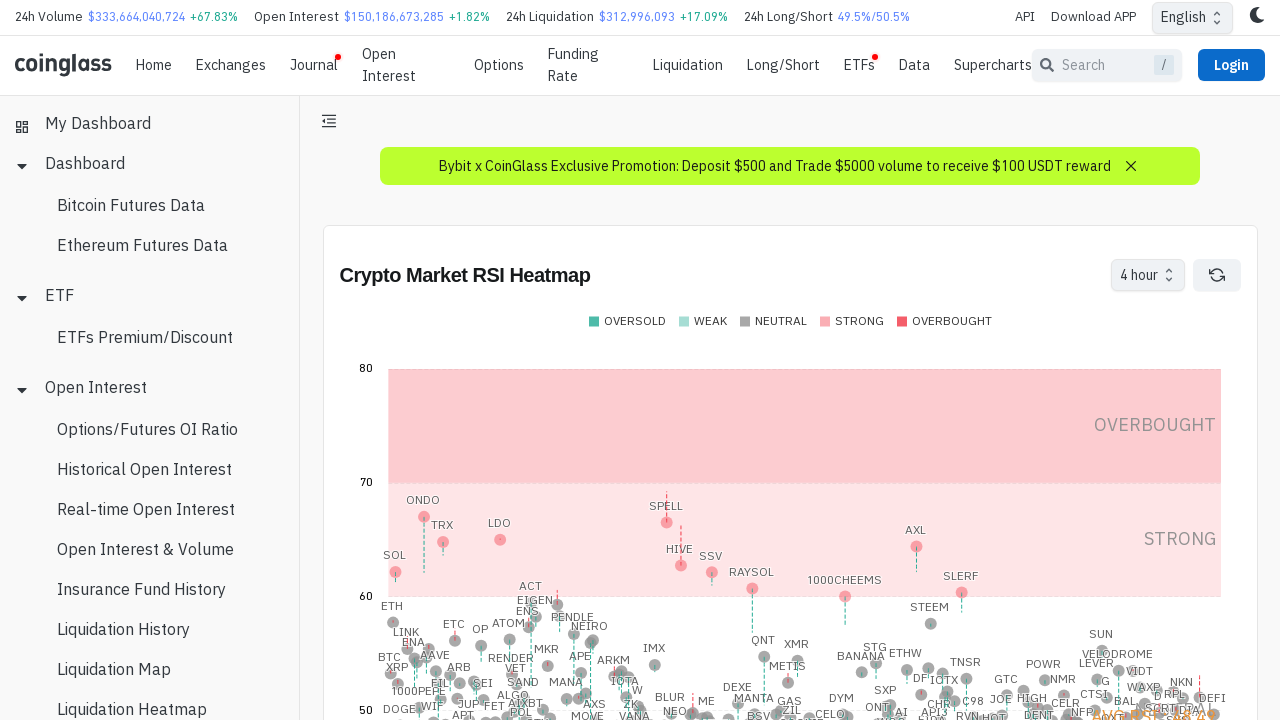 24h Volume $333,664,040,724 +67.83% Open Interest $150,186,673,285 +1.82% 24h Liquidation $312,996,093 +17.09% 24h Long/Short 49.5%/50.5% API Download APP English
coinglass Home Exchanges Journal Open Interest Options Funding Rate Liquidation Long/Short ETFs Data Supercharts Search / Login
My Dashboard
Dashboard
Bitcoin Futures Data
Ethereum Futures Data
ETF
ETFs Premium/Discount
Open Interest
Options/Futures OI Ratio
Historical Open Interest
Real-time Open Interest
Open Interest & Volume
Insurance Fund History
Liquidation History
Liquidation Map
Liquidation Heatmap
Bybit x CoinGlass Exclusive Promotion: Deposit $500 and Trade $5000 volume to receive $100 USDT reward
Crypto Market RSI Heatmap
4 hour
OVERSOLD WEAK NEUTRAL STRONG OVERBOUGHT
80
OVERBOUGHT
70
ONDO SPELL
TRX LDO AXL
STRONG
SOL HIVE SSV
RAYSOL 1000CHEEMS SLERF
60
ACT
ETH EIGEN STEEM
ENS PENDLE
LINK ETC OP ATOM NEIRO
BNA QNT XMR SUN
BTC AAVE RENDER MKR APE IMX STG ETHW VELODROME
XRP ARB VET ARKM METIS BANANA TNSR POWR LEVER
FIL SEI SAND MANA IOTA DF IOTX GTC NMR IDT
1000PEPE ALGO W BLUR DEXE SXP CTSI WAXP NKN
DOGE WIF JUP FET AIXBT AXS ME MANTA GAS DYM ONT CHR C98 JOE HIGH CELR BAL DEFI
APT POL MOVE VANA NEO BSV CELO AI API3 RVN DENT NFP
50